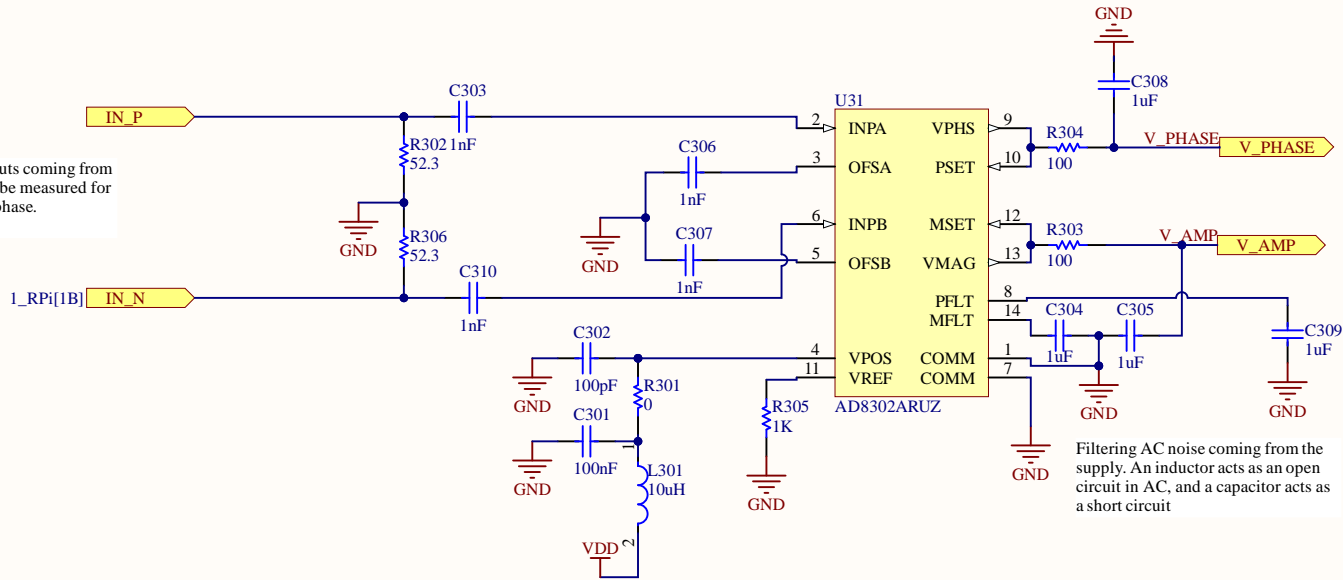 GND
C308
1uF
C303
1nF
IN_P
U31
2
INPA
VPHS
9
R304
100
V_PHASE
V_PHASE
R302
52.3
C306
1nF
3
OFSA
PSET
10
uts coming from
be measured for
phase.
GND
GND
6
INPB
MSET
12
R303
100
V_AMP
V_AMP
R306
52.3
C307
1nF
5
OFSB
VMAG
13
1_RPi[1B]
IN_N
C310
1nF
PFLT
8
MFLT
14
C304
1uF
C305
1uF
C309
1uF
C302
100pF
GND
4
VPOS
COMM
1
11
VREF
COMM
7
R301
0
R305
1K
AD8302ARUZ
GND
GND
C301
100nF
GND
1
L301
10uH
2
GND
GND
VDD
Filtering AC noise coming from the
supply. An inductor acts as an open
circuit in AC, and a capacitor acts as
a short circuit